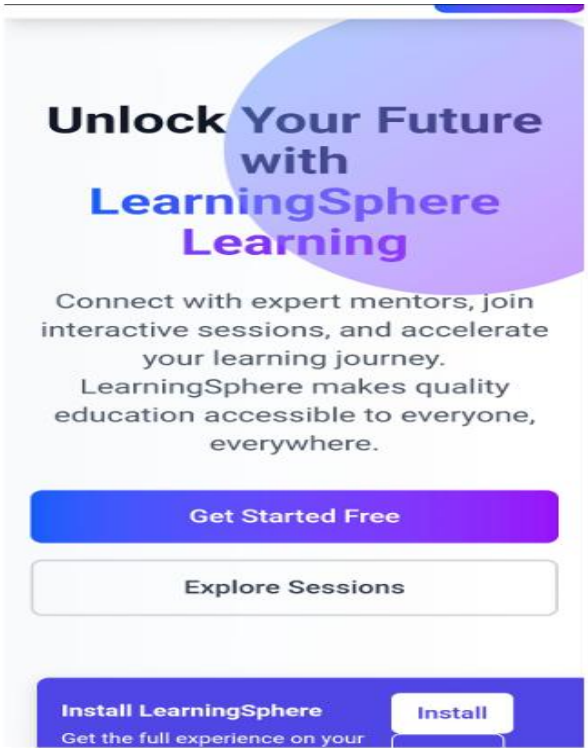 Unlock Your Future
with
LearningSphere
Learning
Connect with expert mentors, join
interactive sessions, and accelerate
your learning journey.
LearningSphere makes quality
education accessible to everyone,
everywhere.
Get Started Free
Explore Sessions
Install LearningSphere
Install
Get the full experience on your